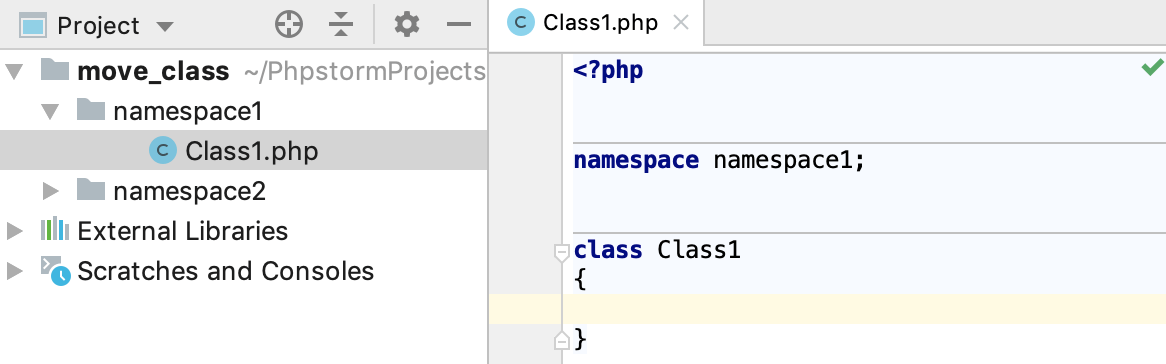 Project
move_class ~/PhpstormProjects
namespace1
C Class1.php
namespace2
External Libraries
Scratches and Consoles
C Class1.php
<?php
namespace namespace1;
class Class1
{
}